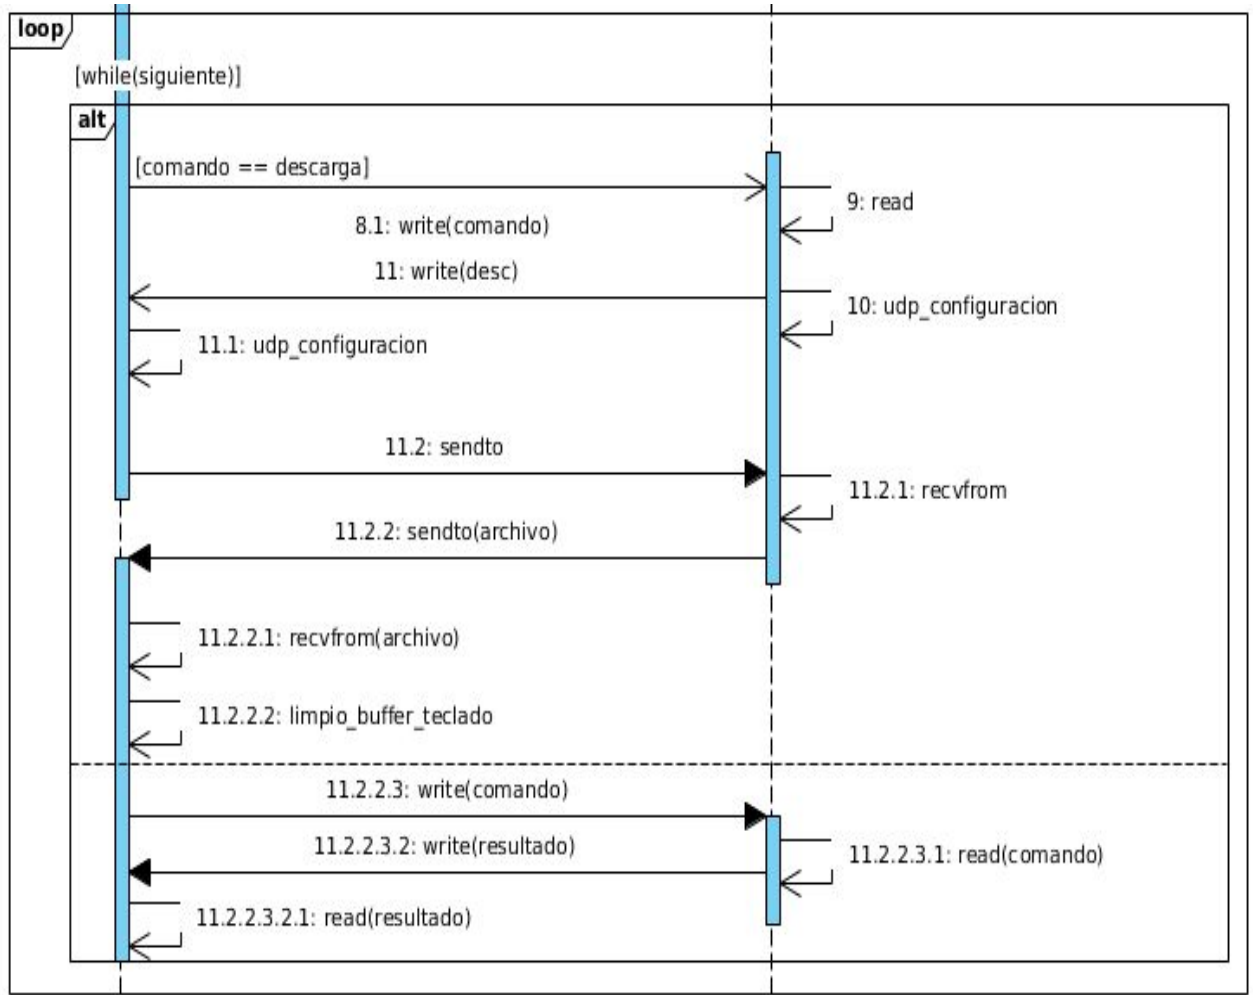 loop
[while(siguiente)]
alt
[comando == descarga]
9: read
8.1: write(comando)
11: write(desc)
10: udp_configuracion
11.1: udp_configuracion
11.2: sendto
11.2.1: recvfrom
11.2.2: sendto(archivo)
11.2.2.1: recvfrom(archivo)
11.2.2.2: limpio_buffer_teclado
11.2.2.3: write(comando)
11.2.2.3.2: write(resultado)
11.2.2.3.1: read(comando)
11.2.2.3.2.1: read(resultado)